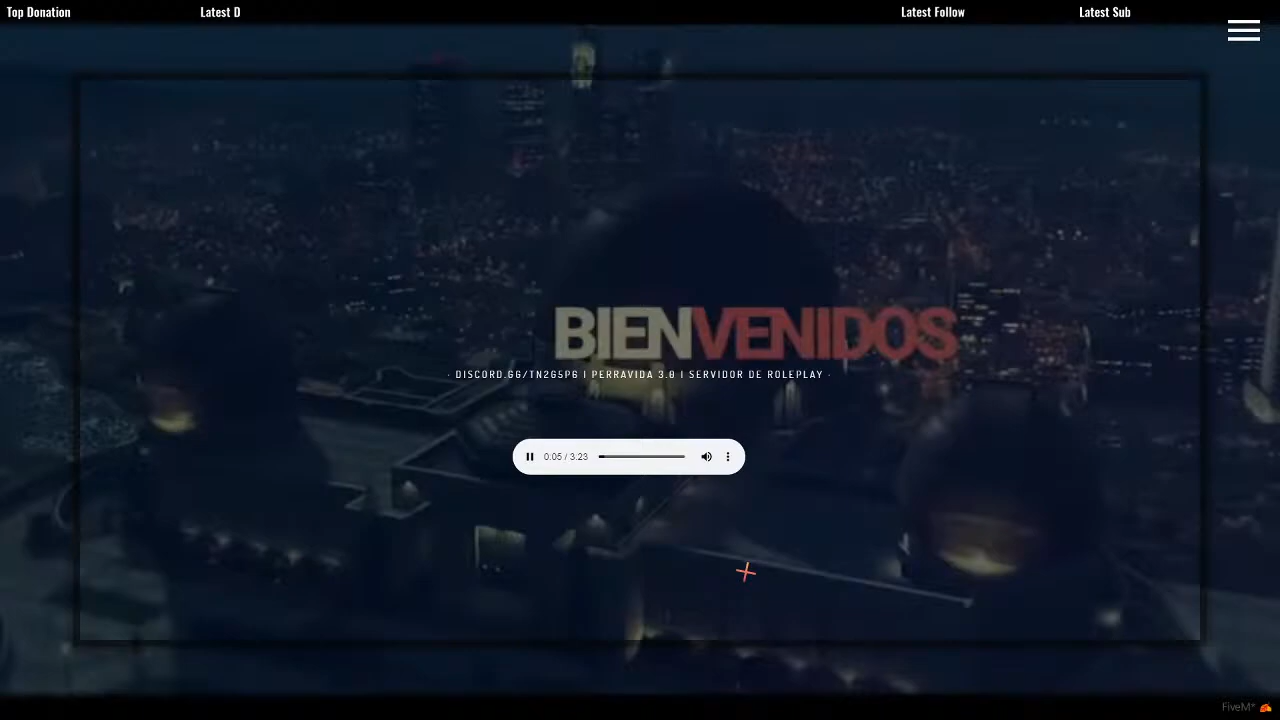 Top Donation
Latest D
Latest Follow
Latest Sub
BIENVENIDOS
· DISCORD.GG/TN2G5PG | PERRAVIDA 3.0 | SERVIDOR DE ROLEPLAY ·
0:05 / 3:23
FiveM*